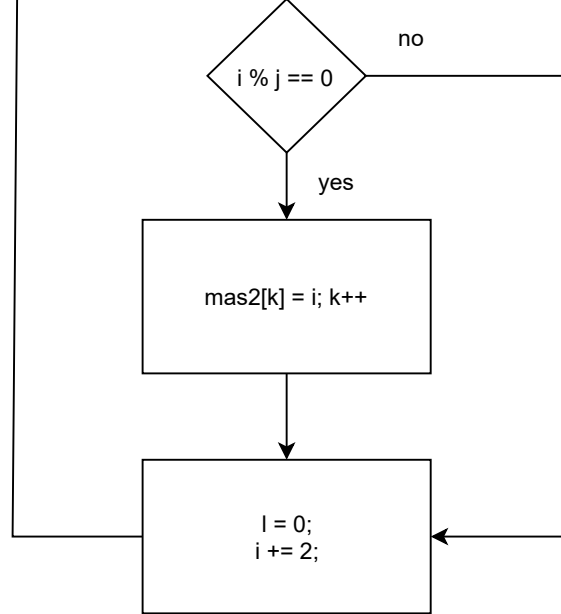 no
i % j == 0
yes
mas2[k] = i; k++
l = 0;
i += 2;